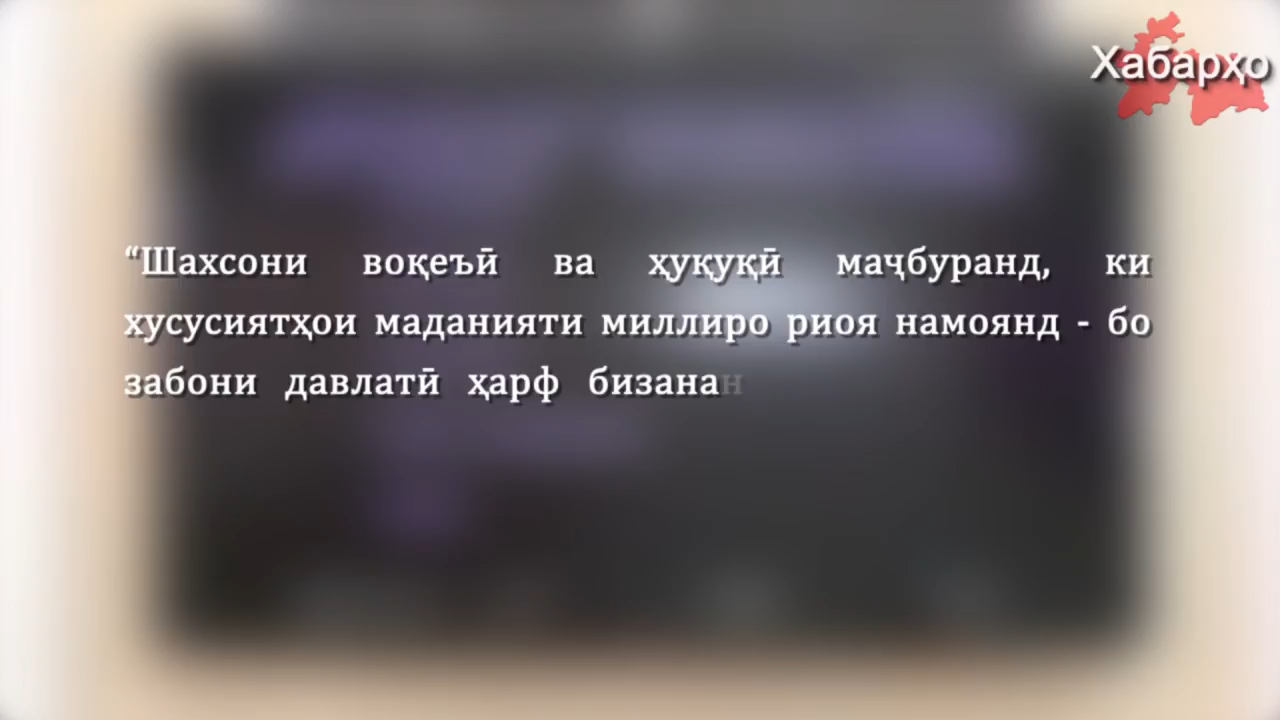 Хабарҳо
“Шахсони воқеъӣ ва ҳуқуқӣ маҷбуранд, ки
хусусиятҳои маданияти миллиро риоя намоянд - бо
забони давлатӣ ҳарф бизанан